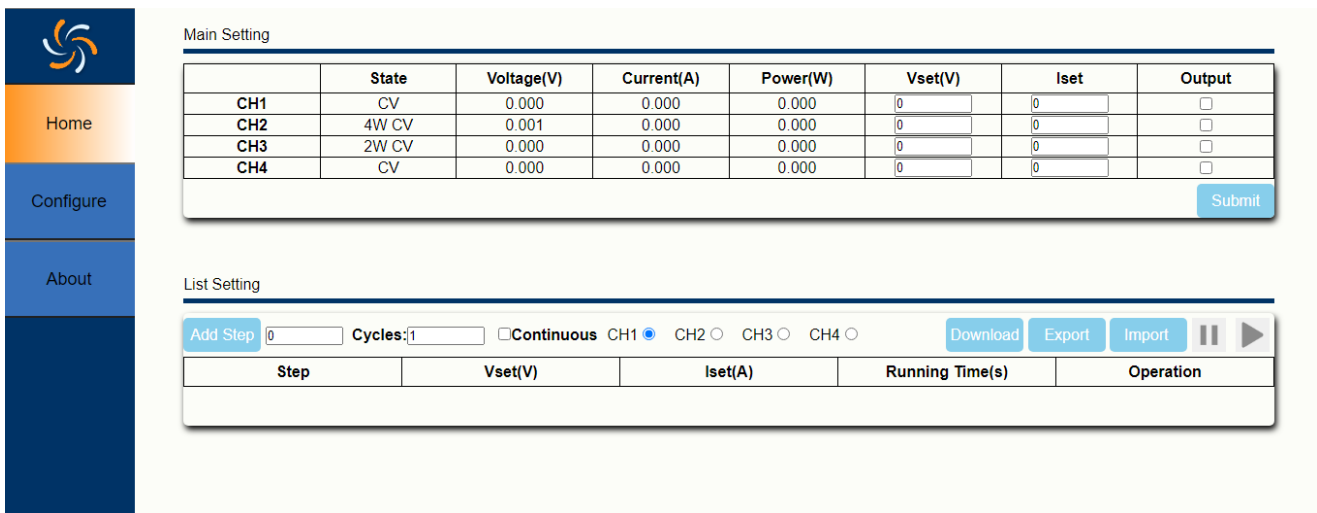 Main Setting
State Voltage(V) Current(A) Power(W) Vset(V) Iset Output
CH1 CV 0.000 0.000 0.000 0 0
Home
CH2 4W CV 0.001 0.000 0.000 0 0
CH3 2W CV 0.000 0.000 0.000 0 0
CH4 CV 0.000 0.000 0.000 0 0
Configure
Submit
About
List Setting
Add Step 0 Cycles: 1 Continuous CH1 CH2 CH3 CH4 Download Export Import
Step Vset(V) Iset(A) Running Time(s) Operation